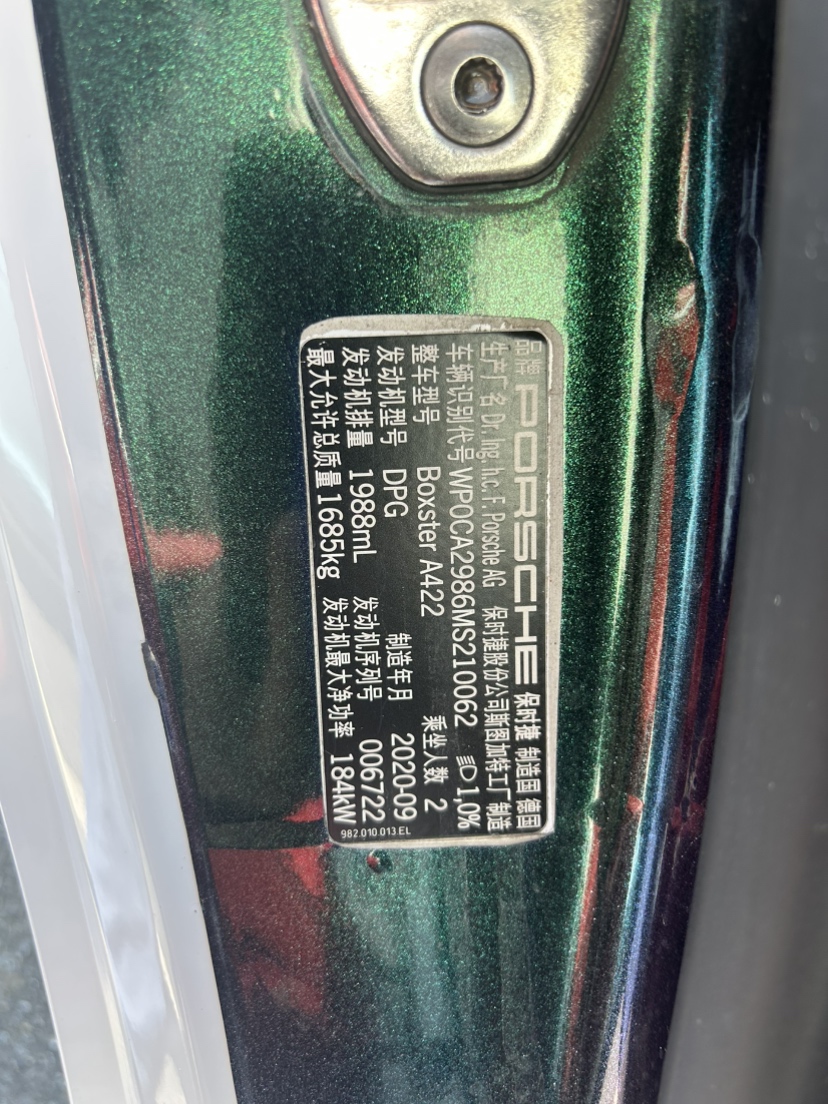 品牌 PORSCHE 保时捷 制造国 德国
生产厂名 Dr. Ing. h.c. F. Porsche AG 保时捷股份公司斯图加特工厂制造
车辆识别代号 WP0CA2986MS210062 1,0%
整车型号 Boxster A422 乘坐人数 2
发动机型号 DPG 制造年月 2020-09
发动机排量 1988mL 发动机序列号 006722
最大允许总质量 1685kg 发动机最大净功率 184kW
982.010.013.EL